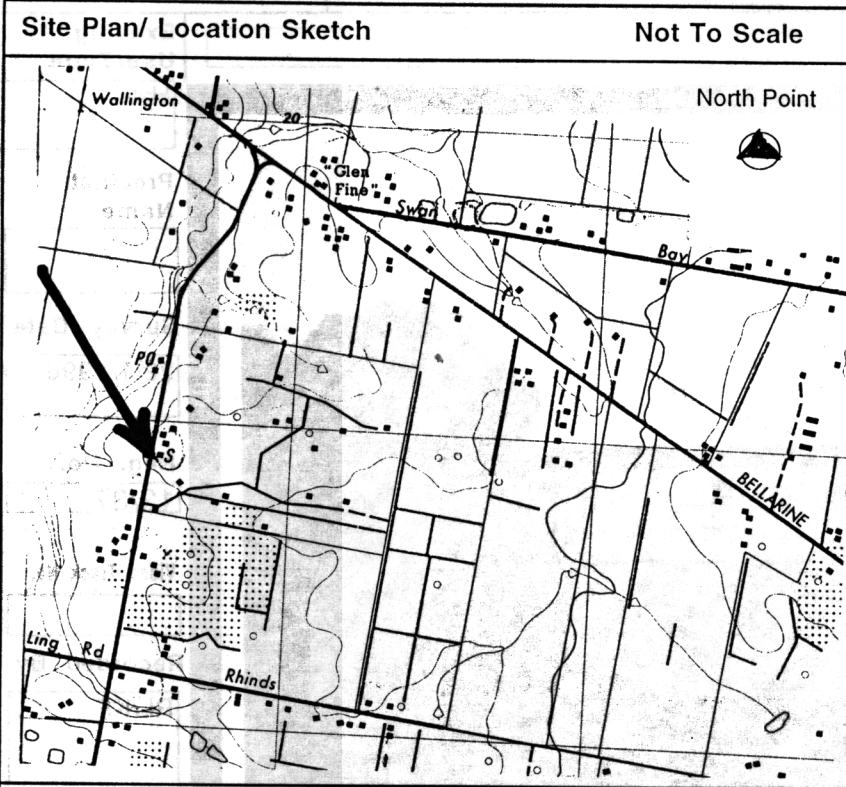 Site Plan/ Location Sketch
Not To Scale
North Point
Wallington
20
"Glen
Fine"
Swan
Bay
PO
S
BELLARINE
Ling Rd
Rhinds